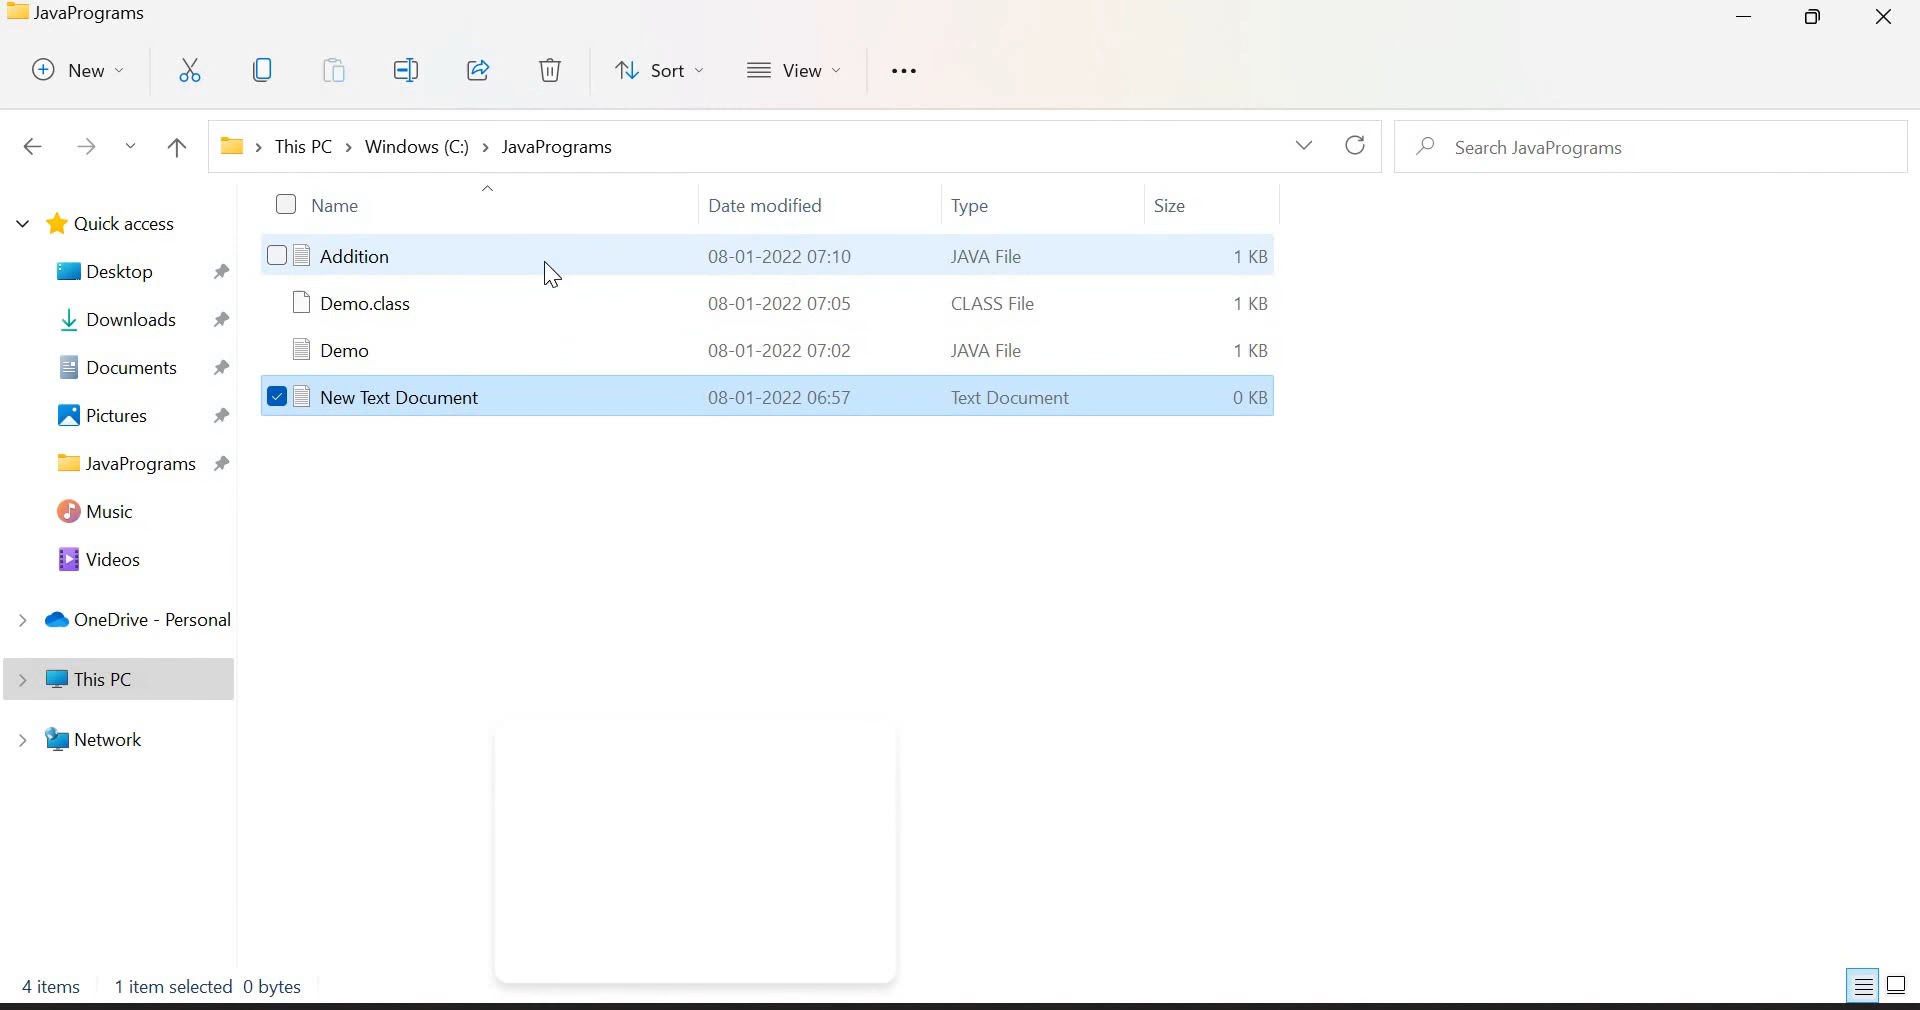 JavaPrograms
New Sort View
This PC Windows (C:) JavaPrograms Search JavaPrograms
Name Date modified Type Size
Quick access
Addition 08-01-2022 07:10 JAVA File 1 KB
Desktop
Demo.class 08-01-2022 07:05 CLASS File 1 KB
Downloads
Demo 08-01-2022 07:02 JAVA File 1 KB
Documents
New Text Document 08-01-2022 06:57 Text Document 0 KB
Pictures
JavaPrograms
Music
Videos
OneDrive - Personal
This PC
Network
4 items 1 item selected 0 bytes